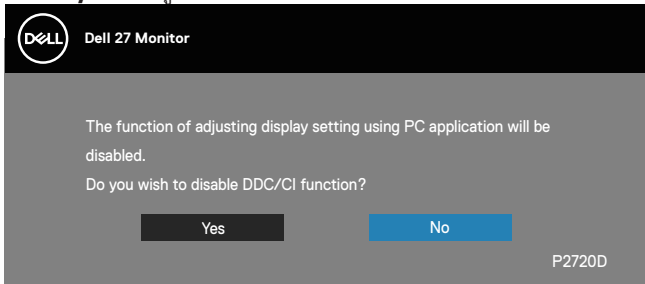 DELL Dell 27 Monitor
The function of adjusting display setting using PC application will be
disabled.
Do you wish to disable DDC/CI function?
Yes No
P2720D